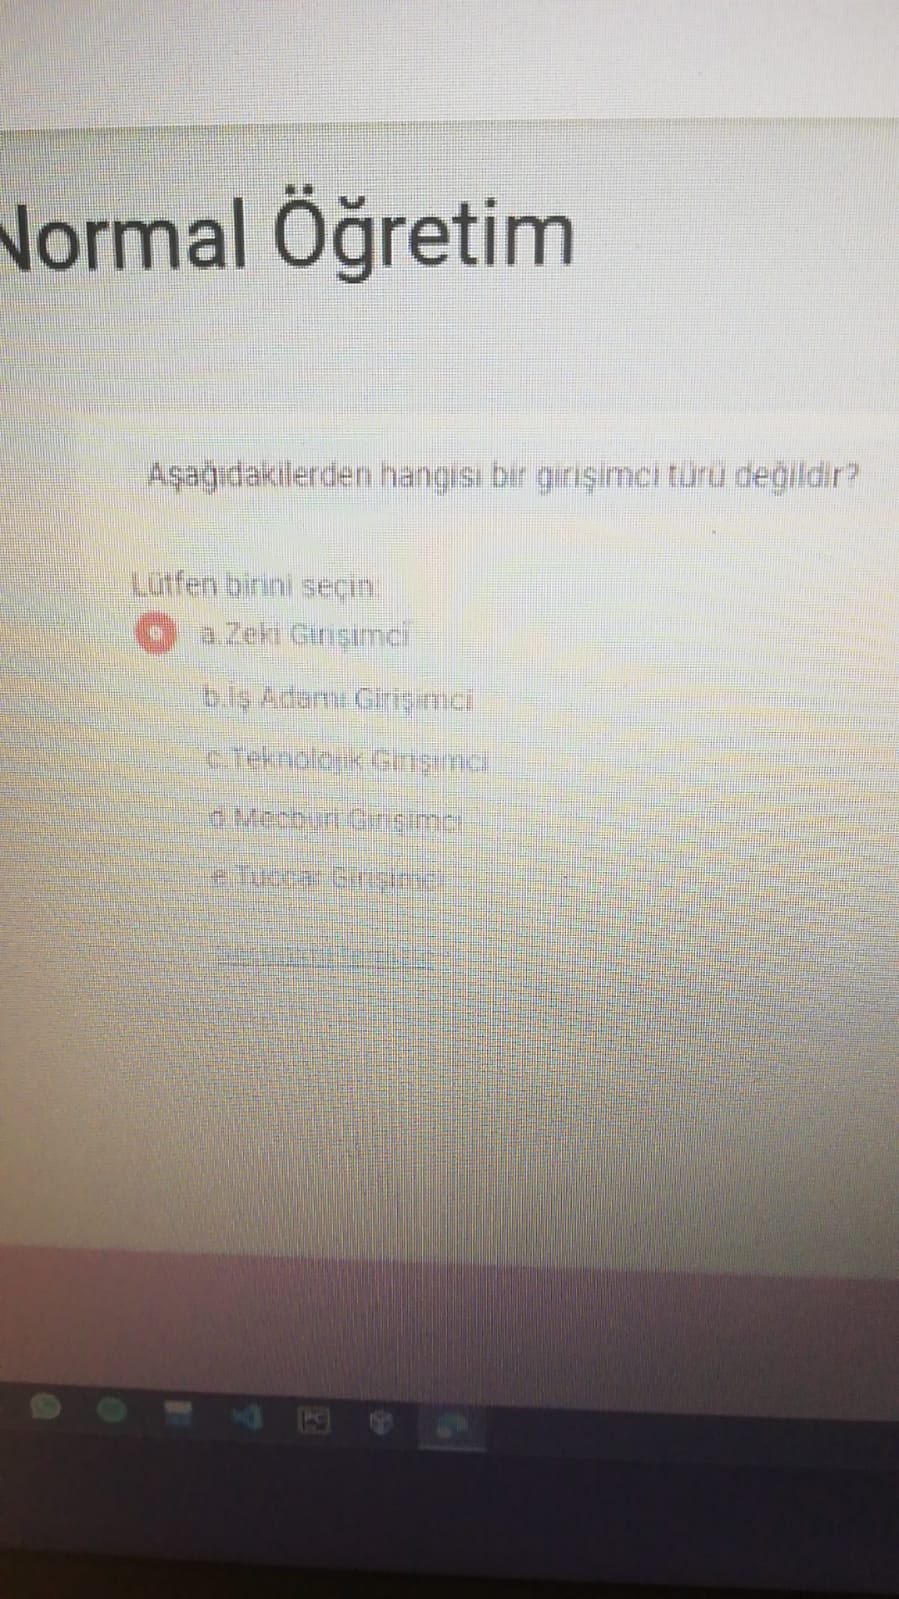 Normal Öğretim
Aşağıdakilerden hangisi bir girişimci türü değildir?
Lütfen birini seçin:
a.Zeki Girişimci
b.İş Adamı Girişimci
c.Teknolojik Girişimci
d.Mecburi Girişimci
e.Tüccar Girişimci
PC